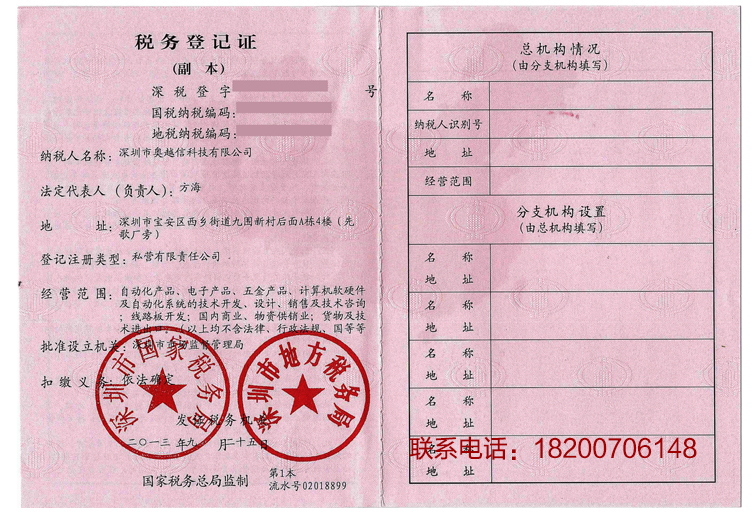 税务登记证
(副 本)
深税登字 号
国税纳税编码:
地税纳税编码:
纳税人名称: 深圳市奥越信科技有限公司
法定代表人(负责人): 方海
地 址: 深圳市宝安区西乡街道九围新村后面A栋4楼(先
歌厂旁)
登记注册类型: 私营有限责任公司
经营范围: 自动化产品、电子产品、五金产品、计算机软硬件
及自动化系统的技术开发、设计、销售及技术咨询
;线路板开发;国内商业、物资供销业;货物及技
术进出口。(以上均不含法律、行政法规、国等等
批准设立机关: 深圳市市场监督管理局
扣缴义务: 依法确定
发证税务机关
二〇一三 年 九 月 二十五 日
深圳市国家税务局
深圳市地方税务局
国家税务总局监制
第1本
流水号02018899
总机构情况
(由分支机构填写)
名 称
纳税人识别号
地 址
经营范围
分支机构设置
(由总机构填写)
名 称
地 址
名 称
地 址
名 称
地 址
名 称
地 址
名 称
地 址
联系电话:18200706148